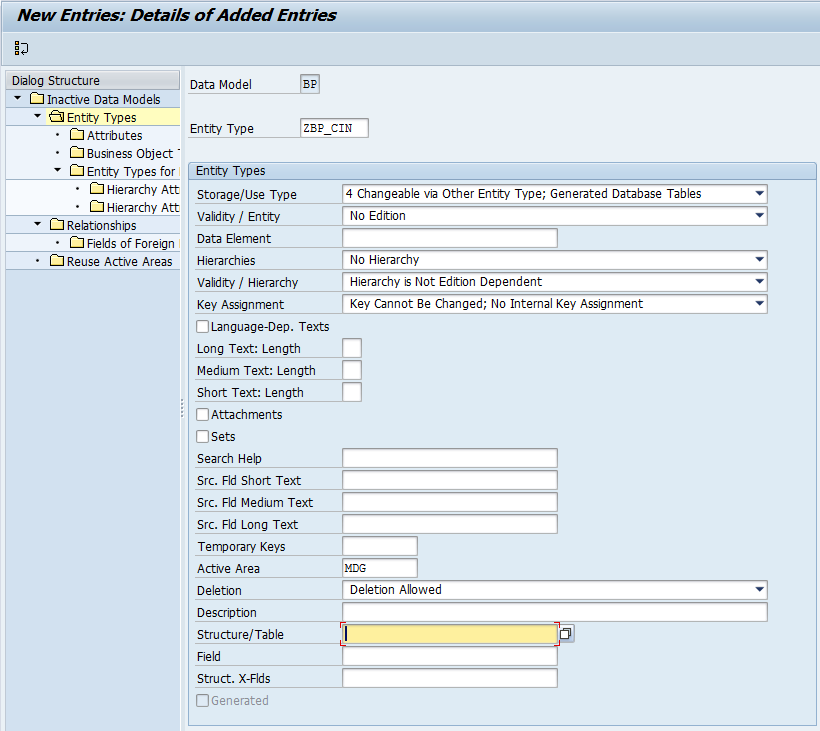 New Entries: Details of Added Entries
Dialog Structure
Inactive Data Models
Entity Types
Attributes
Business Object
Entity Types for
Hierarchy Att
Hierarchy Att
Relationships
Fields of Foreign
Reuse Active Areas
Data Model BP
Entity Type ZBP_CIN
Entity Types
Storage/Use Type 4 Changeable via Other Entity Type; Generated Database Tables
Validity / Entity No Edition
Data Element
Hierarchies No Hierarchy
Validity / Hierarchy Hierarchy is Not Edition Dependent
Key Assignment Key Cannot Be Changed; No Internal Key Assignment
Language-Dep. Texts
Long Text: Length
Medium Text: Length
Short Text: Length
Attachments
Sets
Search Help
Src. Fld Short Text
Src. Fld Medium Text
Src. Fld Long Text
Temporary Keys
Active Area MDG
Deletion Deletion Allowed
Description
Structure/Table
Field
Struct. X-Flds
Generated